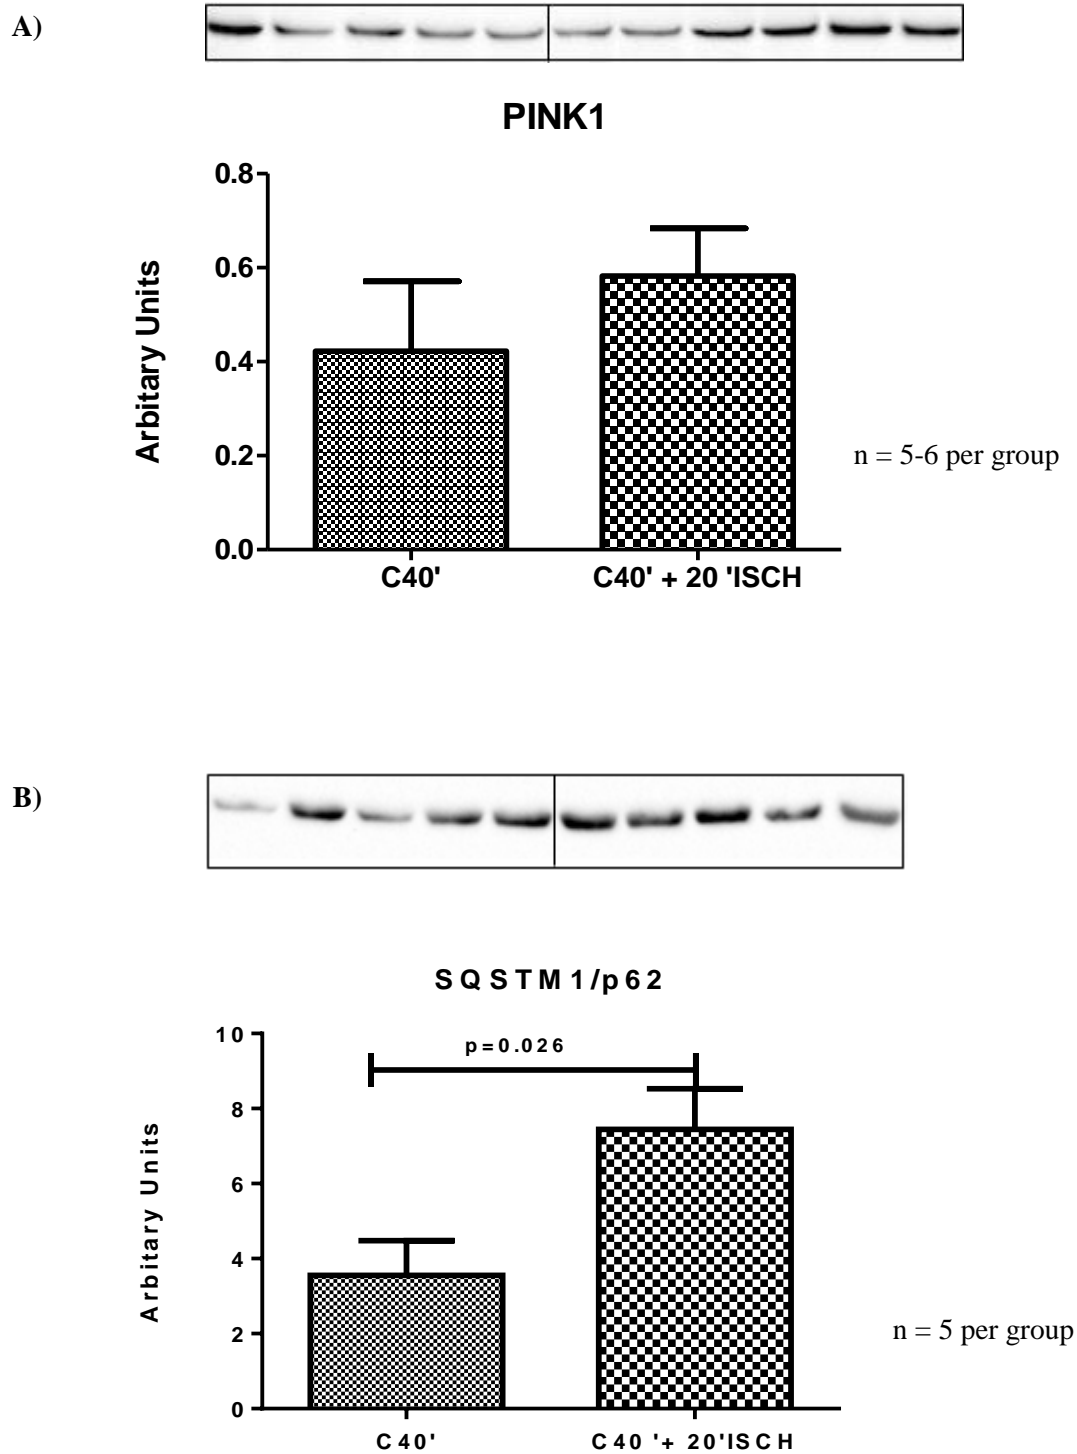 A)
PINK1
0.8
0.6
0.4
0.2
0.0
Arbitary Units
C40'
C40' + 20 'ISCH
n = 5-6 per group
B)
SQSTM1/p62
10
8
6
4
2
0
Arbitary Units
p=0.026
C40'
C40 '+ 20'ISCH
n = 5 per group